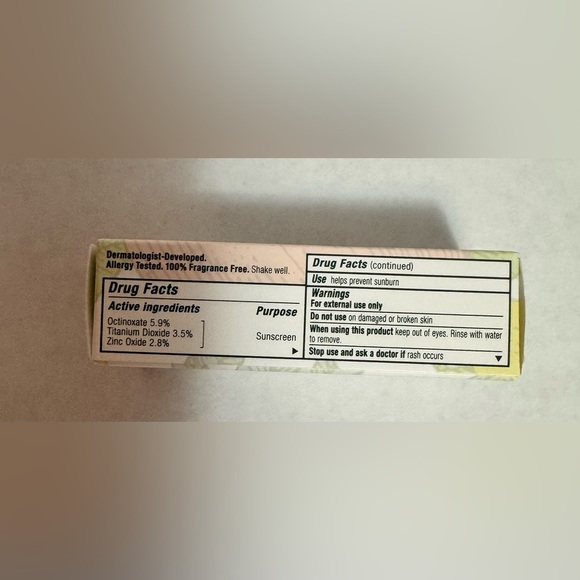 Dermatologist-Developed.
Allergy Tested. 100% Fragrance Free. Shake well.
Drug Facts
Active ingredients Purpose
Octinoxate 5.9%
Titanium Dioxide 3.5% Sunscreen
Zinc Oxide 2.8%
Drug Facts (continued)
Use helps prevent sunburn
Warnings
For external use only
Do not use on damaged or broken skin
When using this product keep out of eyes. Rinse with water
to remove.
Stop use and ask a doctor if rash occurs